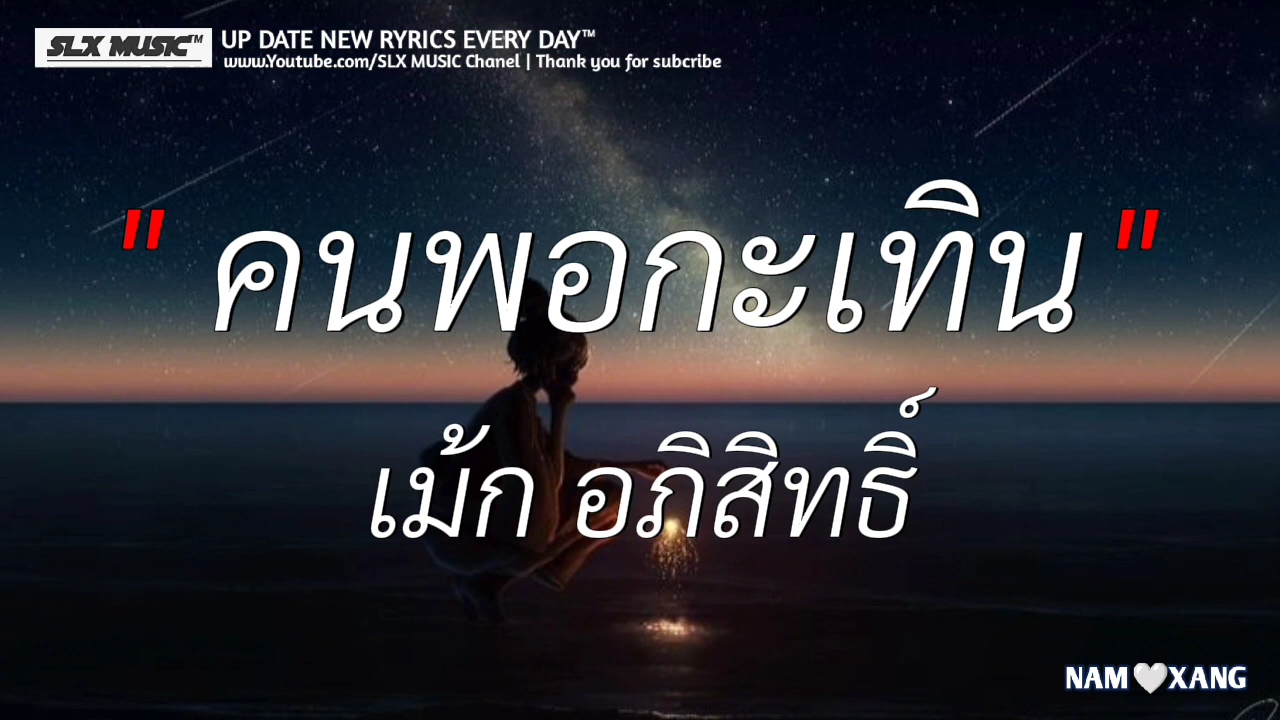 SLX MUSIC™
UP DATE NEW RYRICS EVERY DAY™
www.Youtube.com/SLX MUSIC Chanel | Thank you for subcribe
" คนพอกะเทิน "
เม้ก อภิสิทธิ์
NAM🤍XANG